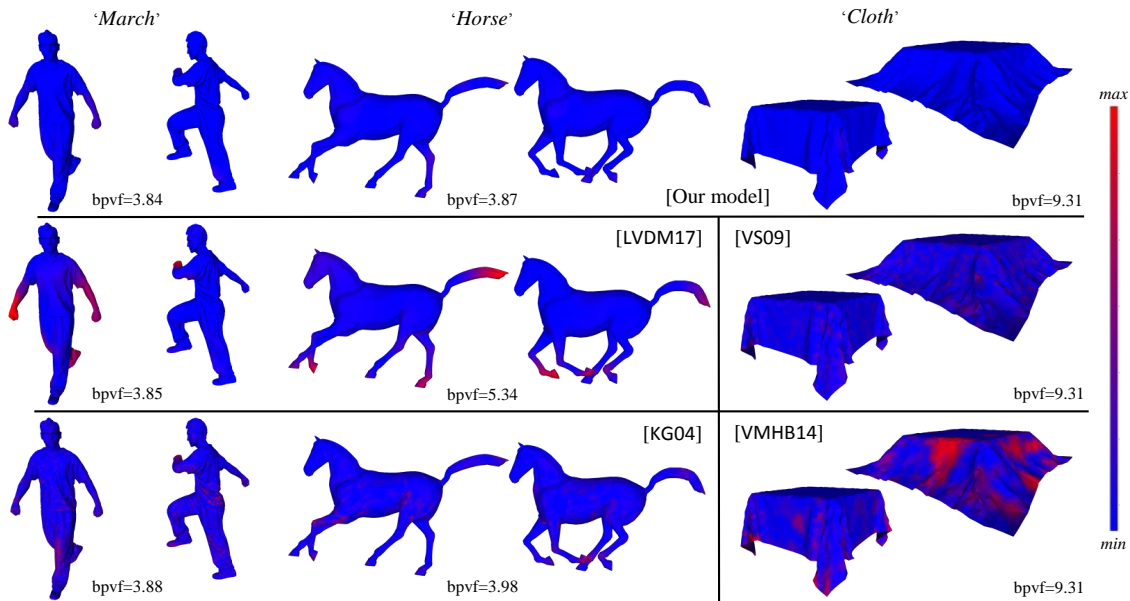 ‘March’
‘Horse’
‘Cloth’
max
bpvf=3.84
bpvf=3.87
[Our model]
bpvf=9.31
[LVDM17]
[VS09]
bpvf=3.85
bpvf=5.34
bpvf=9.31
[KG04]
[VMHB14]
min
bpvf=3.88
bpvf=3.98
bpvf=9.31